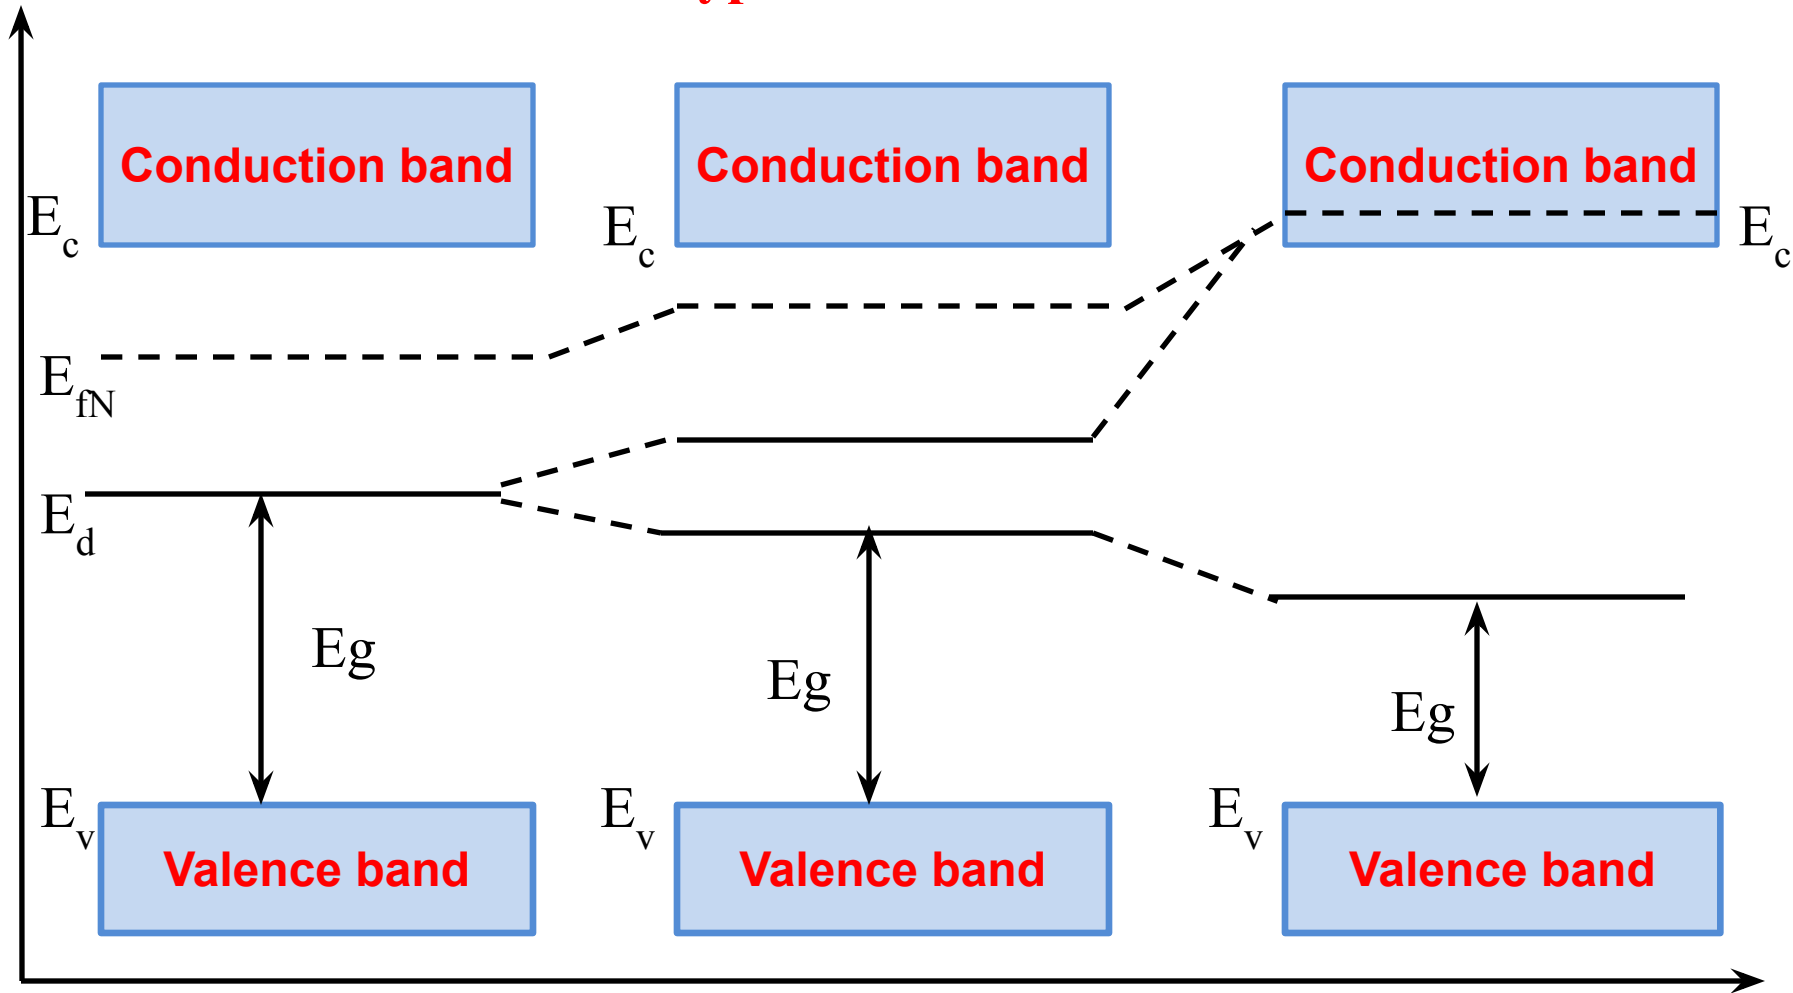 Conduction band
Conduction band
Conduction band
Ec
Ec
Ec
EfN
Ed
Eg
Eg
Eg
Ev
Ev
Ev
Valence band
Valence band
Valence band